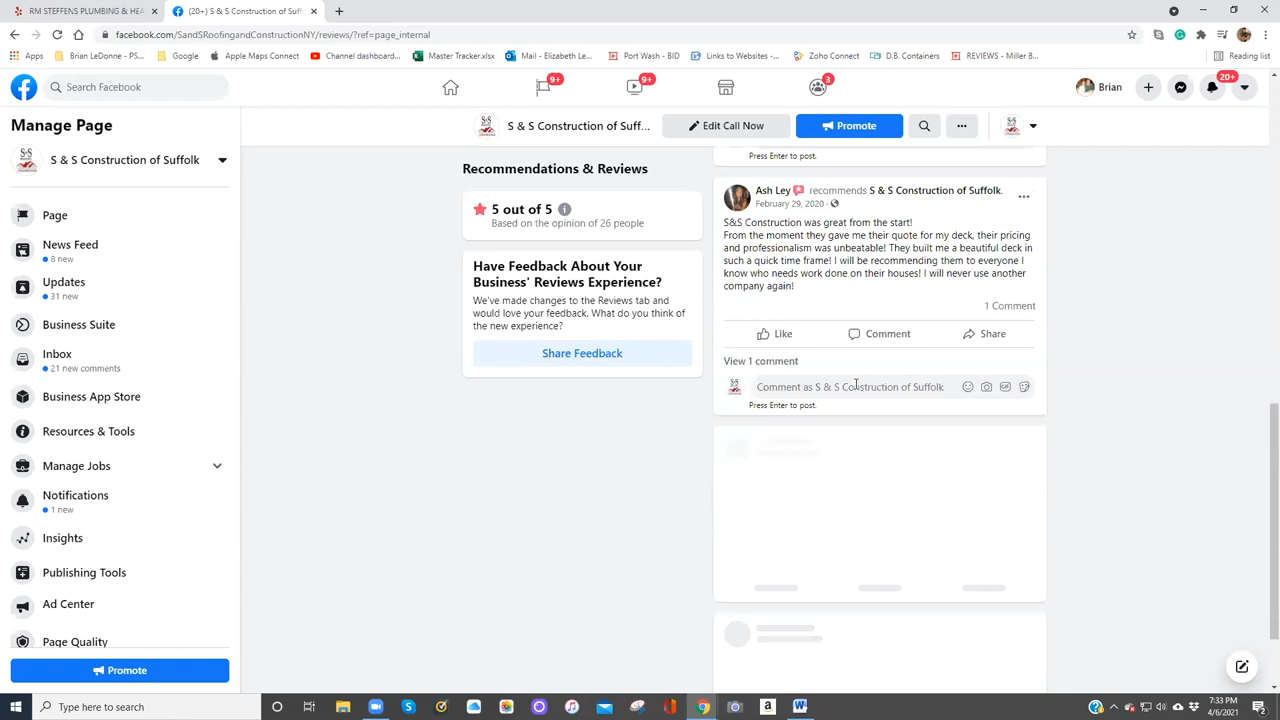 RM STEFFENS PLUMBING & HEA
(20+) S & S Construction of Suffo
facebook.com/SandSRoofingandConstructionNY/reviews/?ref=page_internal
Apps
Brian LeDonne - PS...
Google
Apple Maps Connect
Channel dashboard...
Master Tracker.xlsx
Mail - Elizabeth Le...
Port Wash - BID
Links to Websites -...
Zoho Connect
D.B. Containers
REVIEWS - Miller B...
Reading list
Search Facebook
9+
9+
3
Brian
20+
Manage Page
S & S Construction of Suffolk
Page
News Feed
8 new
Updates
31 new
Business Suite
Inbox
21 new comments
Business App Store
Resources & Tools
Manage Jobs
Notifications
1 new
Insights
Publishing Tools
Ad Center
Page Quality
Promote
S & S Construction of Suff...
Edit Call Now
Promote
Recommendations & Reviews
5 out of 5
Based on the opinion of 26 people
Have Feedback About Your
Business' Reviews Experience?
We've made changes to the Reviews tab and
would love your feedback. What do you think of
the new experience?
Share Feedback
Press Enter to post.
Ash Ley recommends S & S Construction of Suffolk.
February 29, 2020 ·
S&S Construction was great from the start!
From the moment they gave me their quote for my deck, their pricing
and professionalism was unbeatable! They built me a beautiful deck in
such a quick time frame! I will be recommending them to everyone I
know who needs work done on their houses! I will never use another
company again!
1 Comment
Like
Comment
Share
View 1 comment
Comment as S & S Construction of Suffolk
Press Enter to post.
Type here to search
7:33 PM
4/6/2021